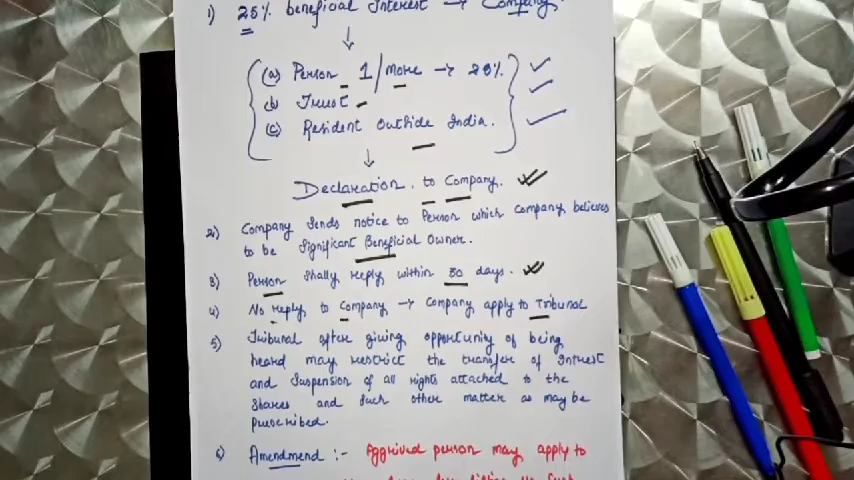 1) 25% beneficial Interest → Company.
(a) Person 1/more → 20%.
(b) Trust
(c) Resident Outside India.
Declaration. to Company.
2) Company Sends notice to Person which Company believes
to be Significant Beneficial Owner.
3) Person Shally reply within 30 days.
4) No reply to Company → Company apply to Tribunal
5) Tribunal after giving opportunity of being
heard may restrict the transfer of Interest
and Suspension of all rights attached to the
Shares and Such other matter as may be
prescribed.
6) Amendmend :- Aggrived person may apply to